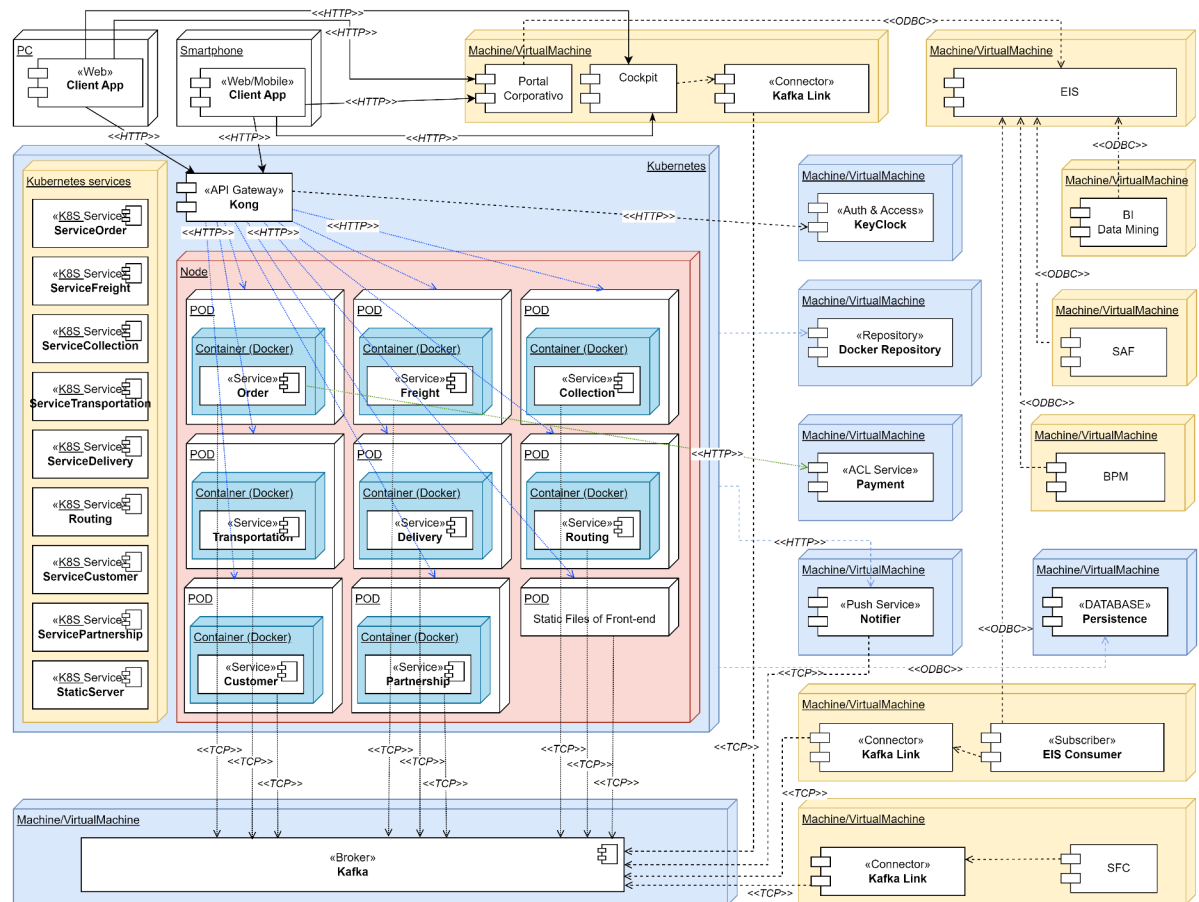 <<HTTP>>
<<HTTP>>
<<ODBC>>
PC
«Web»
Client App
Smartphone
«Web/Mobile»
Client App
<<HTTP>>
<<HTTP>>
<<HTTP>>
<<HTTP>>
Machine/VirtualMachine
Portal
Corporativo
Cockpit
«Connector»
Kafka Link
Machine/VirtualMachine
EIS
<<ODBC>>
Kubernetes
Kubernetes services
«K8S Service»
ServiceOrder
«K8S Service»
ServiceFreight
«K8S Service»
ServiceCollection
«K8S Service»
ServiceTransportation
«K8S Service»
ServiceDelivery
«K8S Service»
Routing
«K8S Service»
ServiceCustomer
«K8S Service»
ServicePartnership
«K8S Service»
StaticServer
«API Gateway»
Kong
<<HTTP>>
<<HTTP>>
<<HTTP>>
<<HTTP>>
Node
POD
Container (Docker)
«Service»
Order
POD
Container (Docker)
«Service»
Freight
POD
Container (Docker)
«Service»
Collection
POD
Container (Docker)
«Service»
Transportation
POD
Container (Docker)
«Service»
Delivery
POD
Container (Docker)
«Service»
Routing
POD
Container (Docker)
«Service»
Customer
POD
Container (Docker)
«Service»
Partnership
POD
Static Files of Front-end
Machine/VirtualMachine
«Auth & Access»
KeyClock
Machine/VirtualMachine
BI
Data Mining
<<ODBC>>
Machine/VirtualMachine
«Repository»
Docker Repository
Machine/VirtualMachine
SAF
<<ODBC>>
Machine/VirtualMachine
«ACL Service»
Payment
<<HTTP>>
Machine/VirtualMachine
BPM
<<HTTP>>
Machine/VirtualMachine
«Push Service»
Notifier
Machine/VirtualMachine
«DATABASE»
Persistence
<<ODBC>>
<<ODBC>>
<<TCP>>
Machine/VirtualMachine
«Connector»
Kafka Link
«Subscriber»
EIS Consumer
<<TCP>>
<<TCP>>
<<TCP>>
<<TCP>>
<<TCP>>
<<TCP>>
<<TCP>>
<<TCP>>
<<TCP>>
<<TCP>>
<<TCP>>
Machine/VirtualMachine
«Broker»
Kafka
Machine/VirtualMachine
«Connector»
Kafka Link
SFC
<<TCP>>